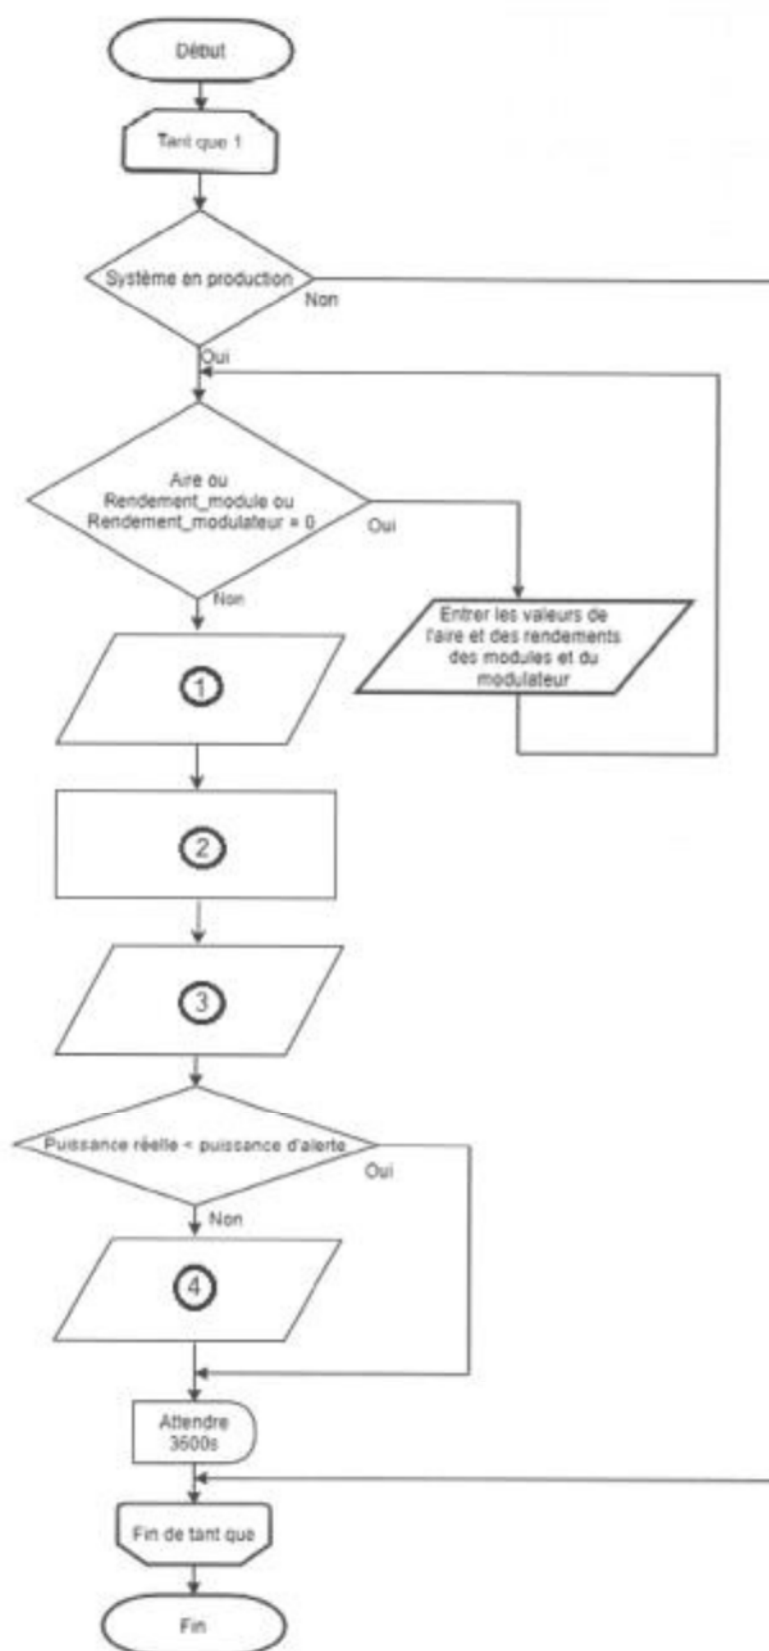 Début
Tant que 1
Système en production
Non
Oui
Aire ou
Rendement_module ou
Rendement_modulateur = 0
Oui
Non
Entrer les valeurs de
l'aire et des rendements
des modules et du
modulateur
1
2
3
Puissance réelle < puissance d'alerte
Oui
Non
4
Attendre
3600s
Fin de tant que
Fin